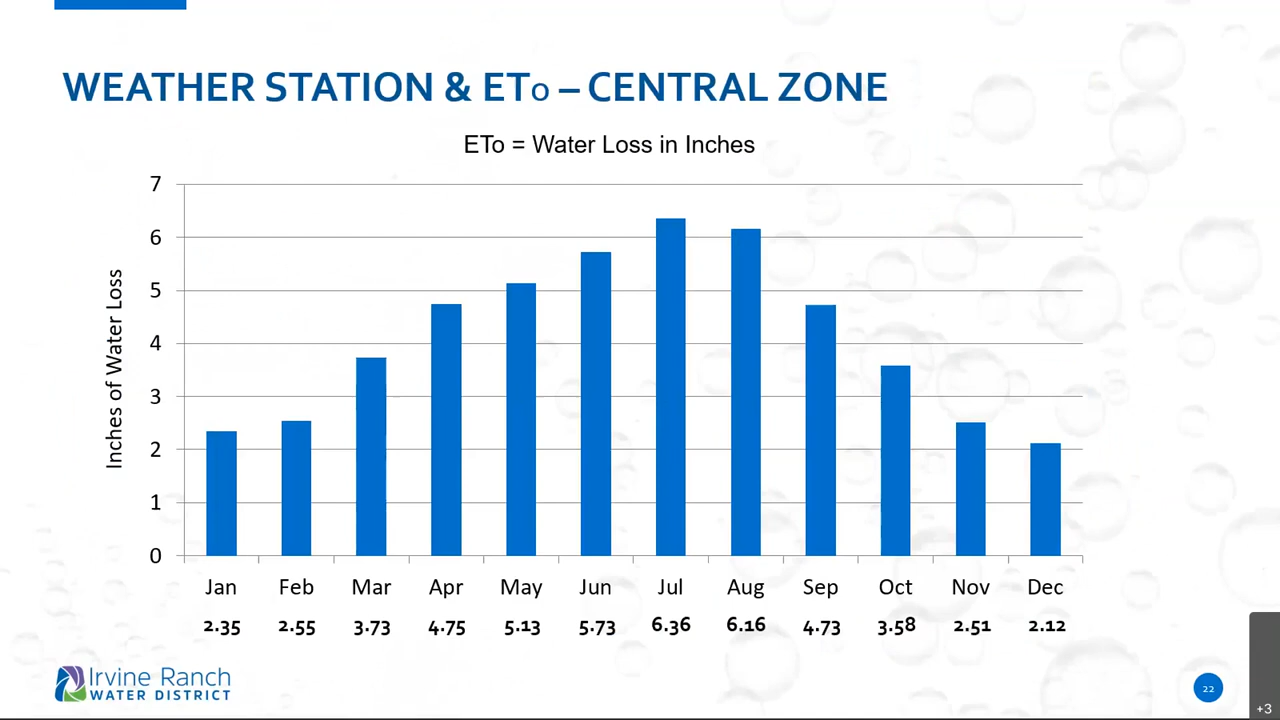 WEATHER STATION & ETo – CENTRAL ZONE
ETo = Water Loss in Inches
Inches of Water Loss
7
6
5
4
3
2
1
0
Jan Feb Mar Apr May Jun Jul Aug Sep Oct Nov Dec
2.35 2.55 3.73 4.75 5.13 5.73 6.36 6.16 4.73 3.58 2.51 2.12
Irvine Ranch
WATER DISTRICT
22
+3